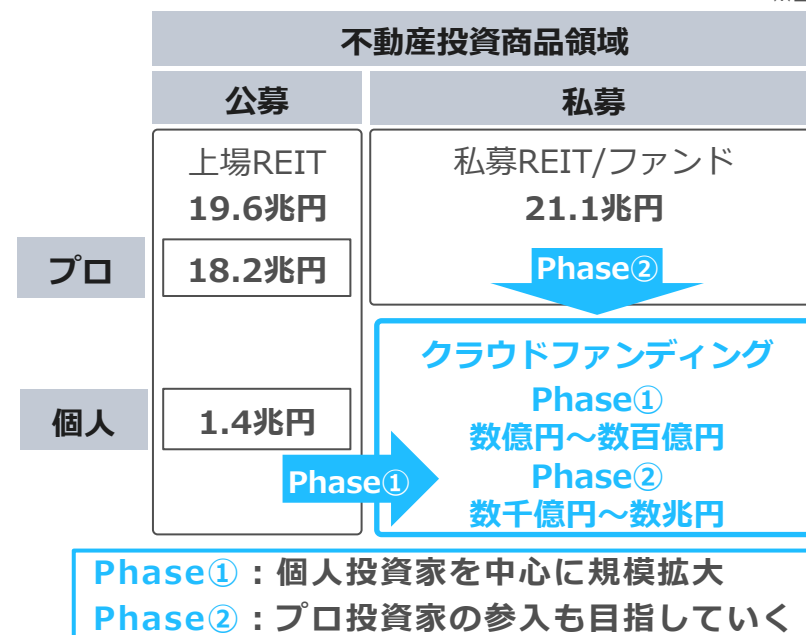 不動産投資商品領域
公募
私募
上場REIT
19.6兆円
私募REIT/ファンド
21.1兆円
プロ
18.2兆円
Phase②
クラウドファンディング
Phase①
数億円～数百億円
Phase②
数千億円～数兆円
個人
1.4兆円
Phase①
Phase①：個人投資家を中心に規模拡大
Phase②：プロ投資家の参入も目指していく